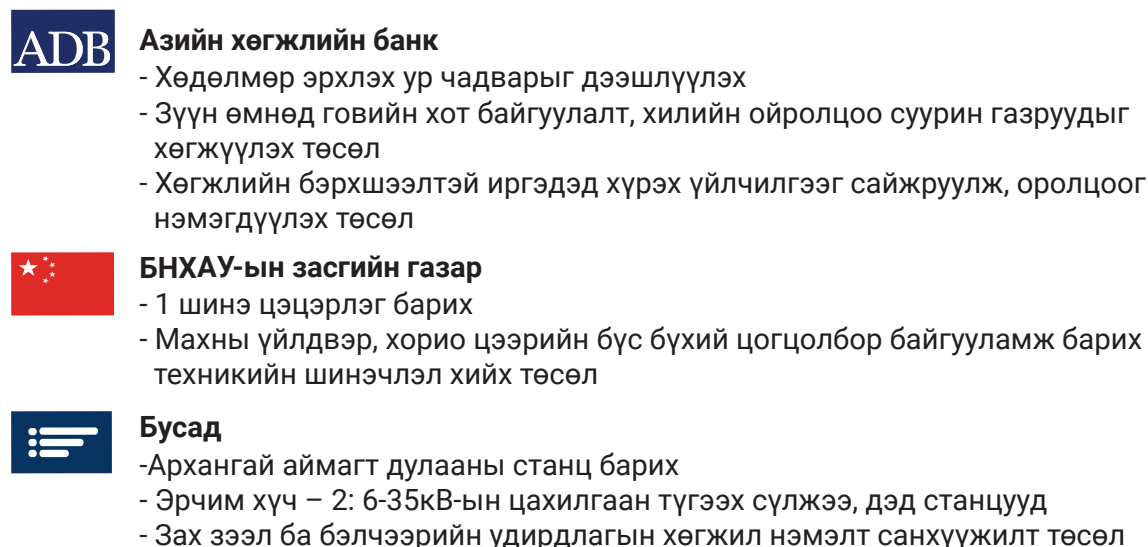 ADB
Азийн хөгжлийн банк
- Хөдөлмөр эрхлэх ур чадварыг дээшлүүлэх
- Зүүн өмнөд говийн хот байгуулалт, хилийн ойролцоо суурин газруудыг
хөгжүүлэх төсөл
- Хөгжлийн бэрхшээлтэй иргэдэд хүрэх үйлчилгээг сайжруулж, оролцоог
нэмэгдүүлэх төсөл
БНХАУ-ын засгийн газар
- 1 шинэ цэцэрлэг барих
- Махны үйлдвэр, хорио цээрийн бүс бүхий цогцолбор байгууламж барих
техникийн шинэчлэл хийх төсөл
Бусад
-Архангай аймагт дулааны станц барих
- Эрчим хүч – 2: 6-35кВ-ын цахилгаан түгээх сүлжээ, дэд станцууд
- Зах зээл ба бэлчээрийн удирдлагын хөгжил нэмэлт санхүүжилт төсөл